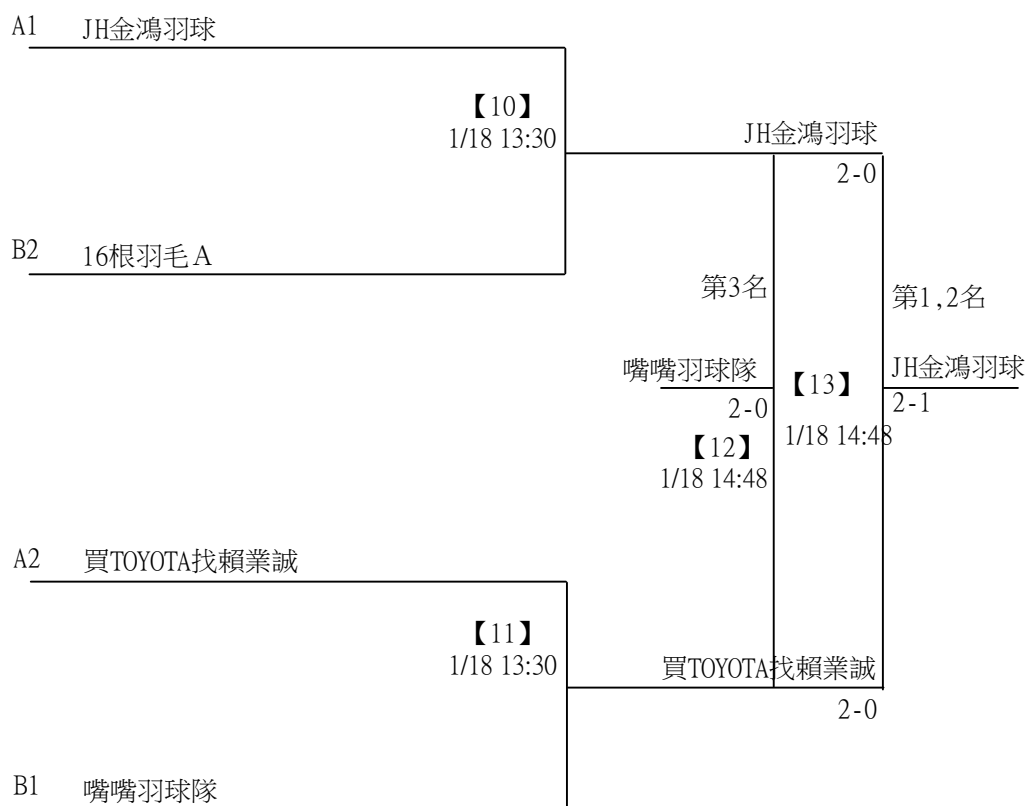 A1 JH金鴻羽球
【10】
1/18 13:30
JH金鴻羽球
2-0
B2 16根羽毛Ａ
第3名
第1,2名
嘴嘴羽球隊
【13】
JH金鴻羽球
2-0
2-1
【12】
1/18 14:48
1/18 14:48
A2 買TOYOTA找賴業誠
【11】
1/18 13:30
買TOYOTA找賴業誠
2-0
B1 嘴嘴羽球隊